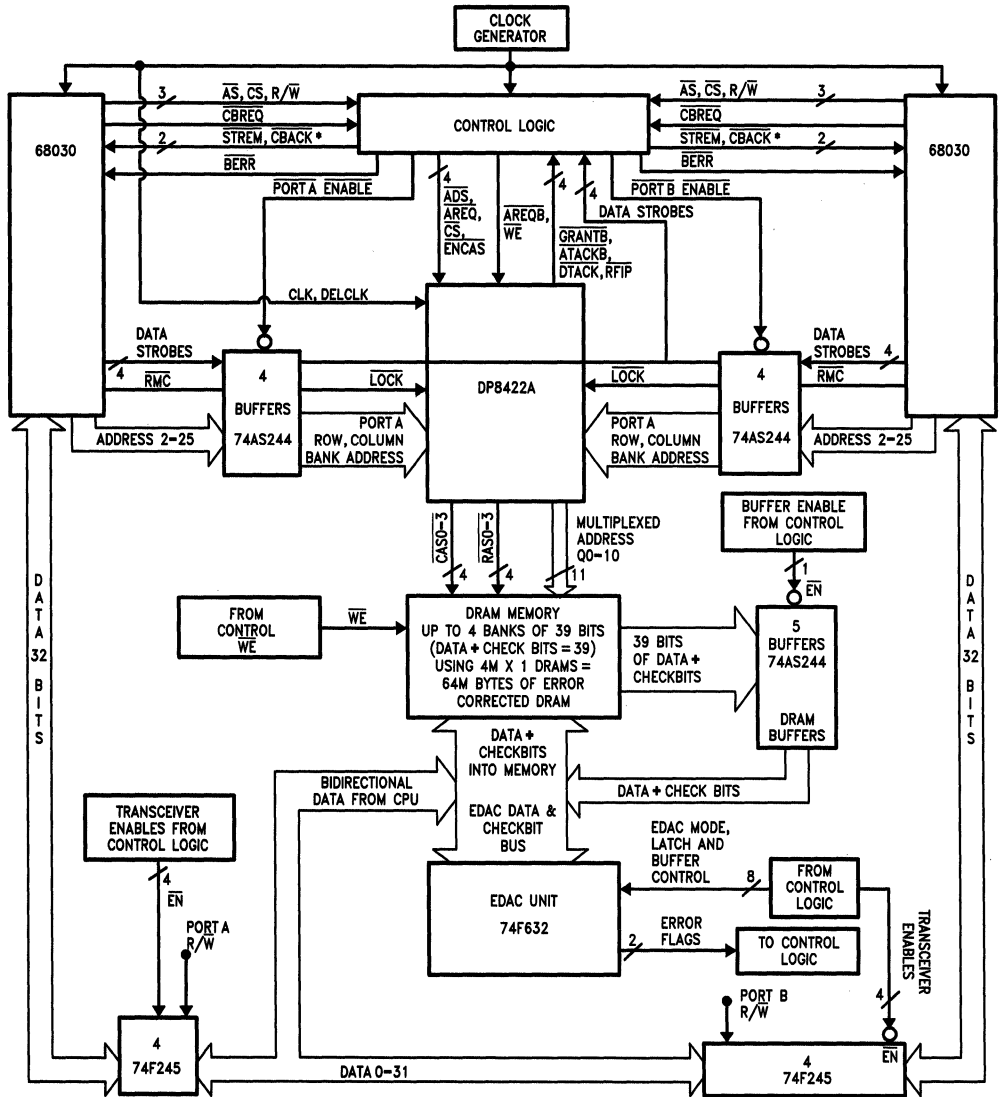 CLOCK
GENERATOR
68030
3
AS, CS, R/W
CBREQ
2
STREM, CBACK *
BERR
CONTROL LOGIC
AS, CS, R/W
3
CBREQ
STREM, CBACK *
2
BERR
68030
PORT A ENABLE
4
ADS,
AREQ,
CS,
ENCAS
AREQB,
WE
4
GRANTB,
ATACKB,
DTACK, RFIP
4
DATA STROBES
PORT B ENABLE
CLK, DELCLK
DATA
STROBES
4
RMC
ADDRESS 2-25
4
BUFFERS
74AS244
LOCK
PORT A
ROW, COLUMN
BANK ADDRESS
DP8422A
LOCK
PORT A
ROW, COLUMN
BANK ADDRESS
4
BUFFERS
74AS244
DATA
STROBES
4
RMC
ADDRESS 2-25
CAS0-3
4
RAS0-3
4
MULTIPLEXED
ADDRESS
Q0-10
11
BUFFER ENABLE
FROM CONTROL
LOGIC
1
EN
DATA
32
BITS
FROM
CONTROL
WE
WE
DRAM MEMORY
UP TO 4 BANKS OF 39 BITS
(DATA + CHECK BITS = 39)
USING 4M X 1 DRAMS =
64M BYTES OF ERROR
CORRECTED DRAM
39 BITS
OF DATA +
CHECKBITS
5
BUFFERS
74AS244
DRAM
BUFFERS
DATA
32
BITS
DATA +
CHECKBITS
INTO MEMORY
BIDIRECTIONAL
DATA FROM CPU
DATA + CHECK BITS
EDAC DATA &
CHECKBIT
BUS
TRANSCEIVER
ENABLES FROM
CONTROL LOGIC
4
EN
PORT A
R/W
EDAC UNIT
74F632
EDAC MODE,
LATCH AND
BUFFER
CONTROL
8
FROM
CONTROL
LOGIC
ERROR
FLAGS
2
TO CONTROL
LOGIC
TRANSCEIVER
ENABLES
4
EN
PORT B
R/W
4
74F245
DATA 0-31
4
74F245